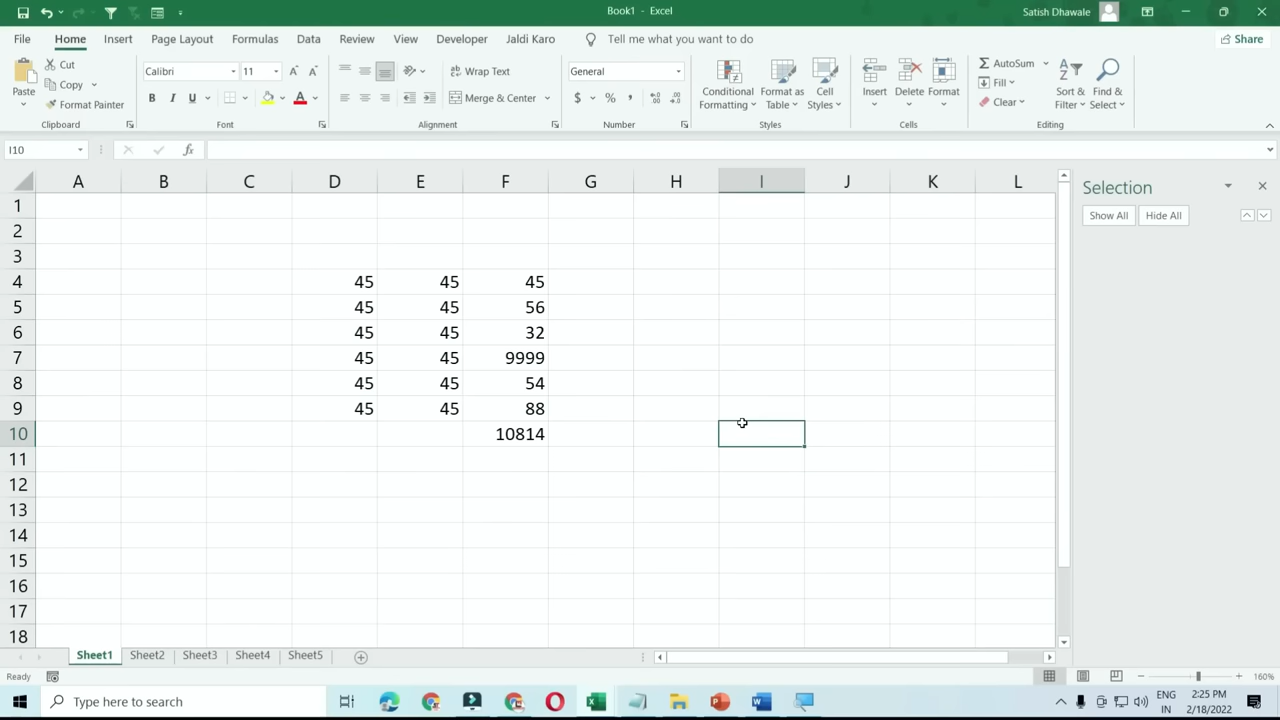 Book1 - Excel
Satish Dhawale
File Home Insert Page Layout Formulas Data Review View Developer Jaldi Karo Tell me what you want to do Share
Paste Cut Copy Format Painter
Calibri 11
B I U A
Wrap Text
Merge & Center
General
$ % ,
Conditional Formatting
Format as Table
Cell Styles
Insert Delete Format
AutoSum
Fill
Clear
Sort & Filter
Find & Select
Clipboard Font Alignment Number Styles Cells Editing
I10 fx
A B C D E F G H I J K L
1
2
3
4 45 45 45
5 45 45 56
6 45 45 32
7 45 45 9999
8 45 45 54
9 45 45 88
10 10814
11
12
13
14
15
16
17
18
Selection
Show All Hide All
Sheet1 Sheet2 Sheet3 Sheet4 Sheet5
Ready 160%
Type here to search
ENG
IN
2:25 PM
2/18/2022